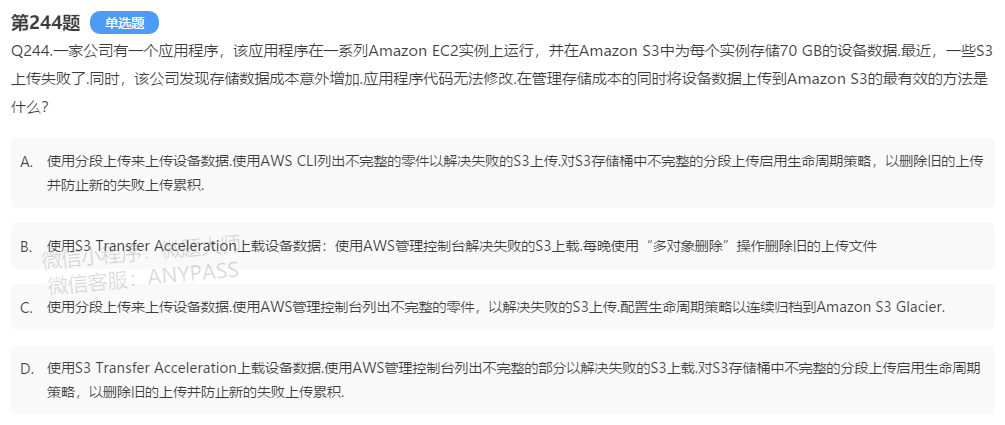 第244题 单选题
Q244.一家公司有一个应用程序，该应用程序在一系列Amazon EC2实例上运行，并在Amazon S3中为每个实例存储70 GB的设备数据.最近，一些S3
上传失败了.同时，该公司发现存储数据成本意外增加.应用程序代码无法修改.在管理存储成本的同时将设备数据上传到Amazon S3的最有效的方法是
什么?
A. 使用分段上传来上传设备数据.使用AWS CLI列出不完整的零件以解决失败的S3上传.对S3存储桶中不完整的分段上传启用生命周期策略，以删除旧的上传
并防止新的失败上传累积.
B. 使用S3 Transfer Acceleration上载设备数据：使用AWS管理控制台解决失败的S3上载.每晚使用“多对象删除”操作删除旧的上传文件
微信小程序：微题大师
微信客服：ANYPASS
C. 使用分段上传来上传设备数据.使用AWS管理控制台列出不完整的零件，以解决失败的S3上传.配置生命周期策略以连续归档到Amazon S3 Glacier.
D. 使用S3 Transfer Acceleration上载设备数据.使用AWS管理控制台列出不完整的部分以解决失败的S3上载.对S3存储桶中不完整的分段上传启用生命周期
策略，以删除旧的上传并防止新的失败上传累积.